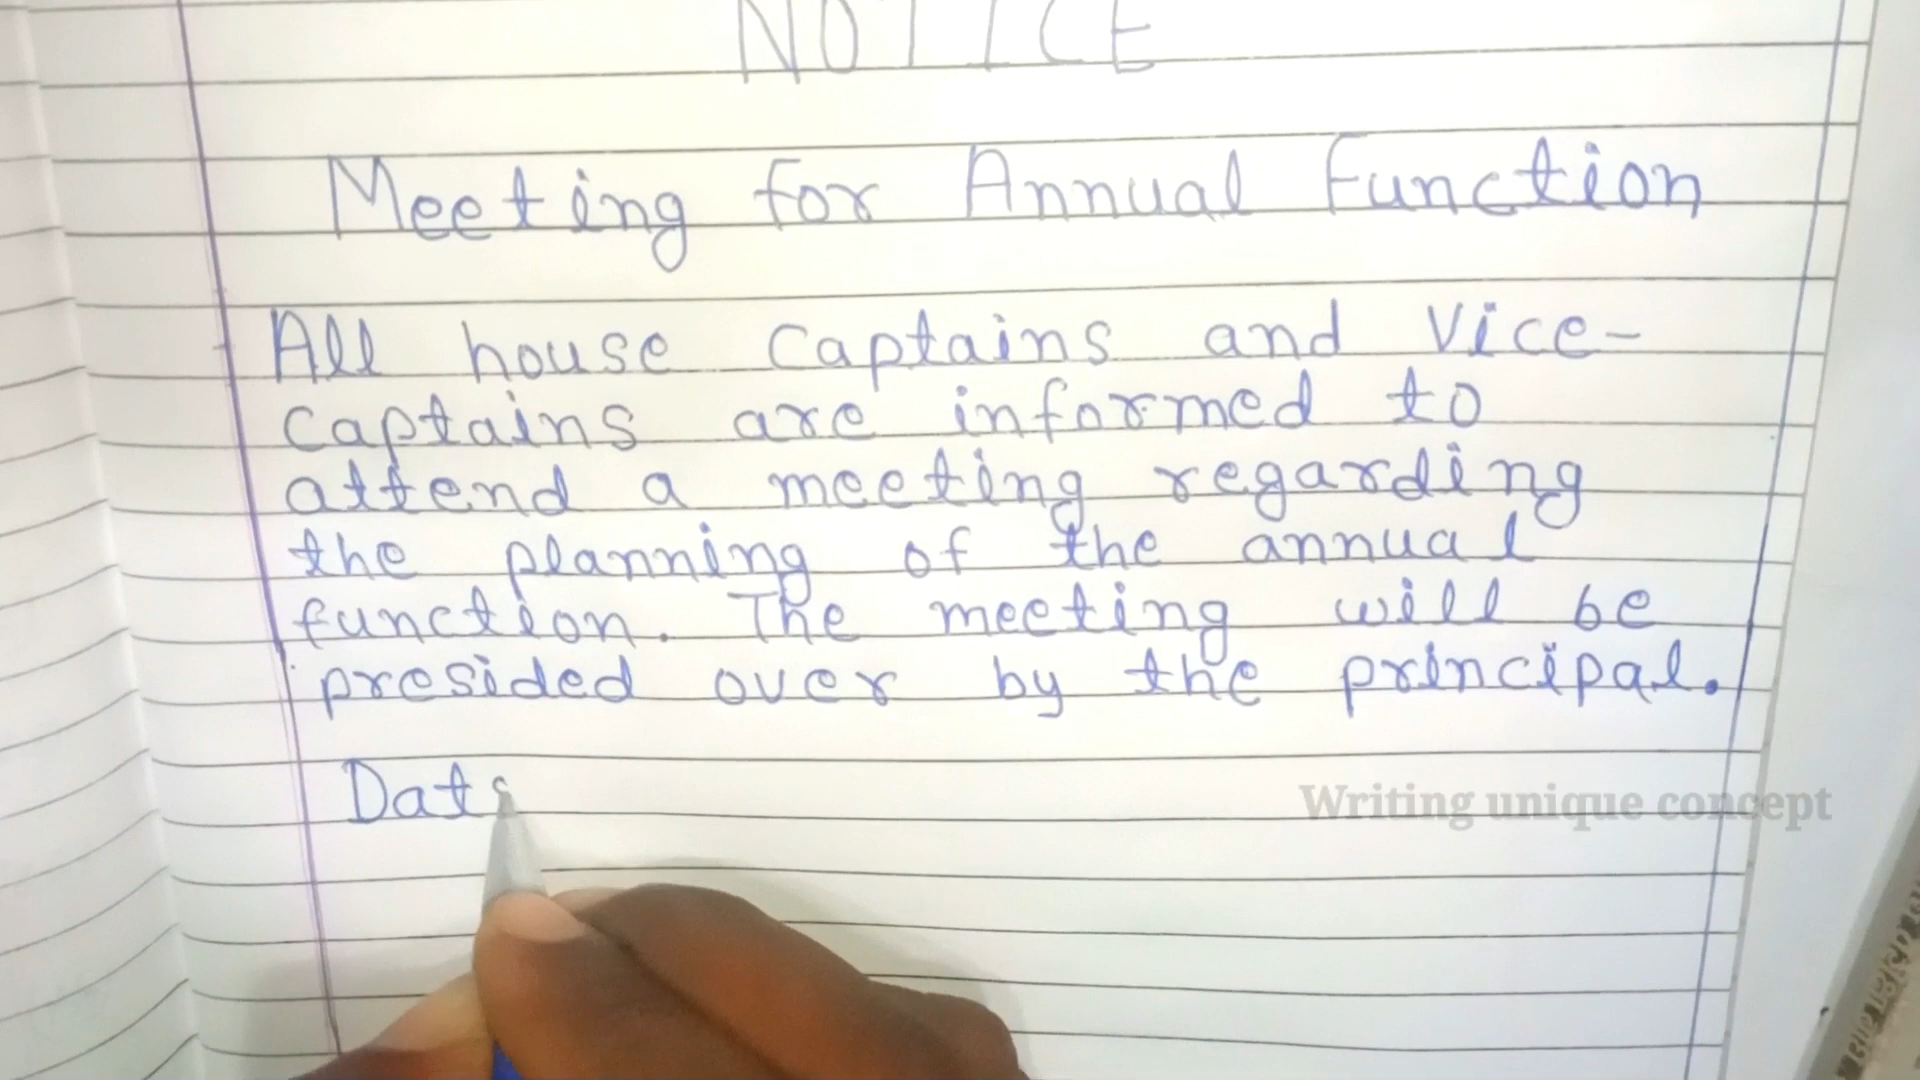 NOTICE
Meeting for Annual Function
All house Captains and Vice-
Captains are informed to
attend a meeting regarding
the planning of the annual
function. The meeting will be
presided over by the principal.
Date
Writing unique concept